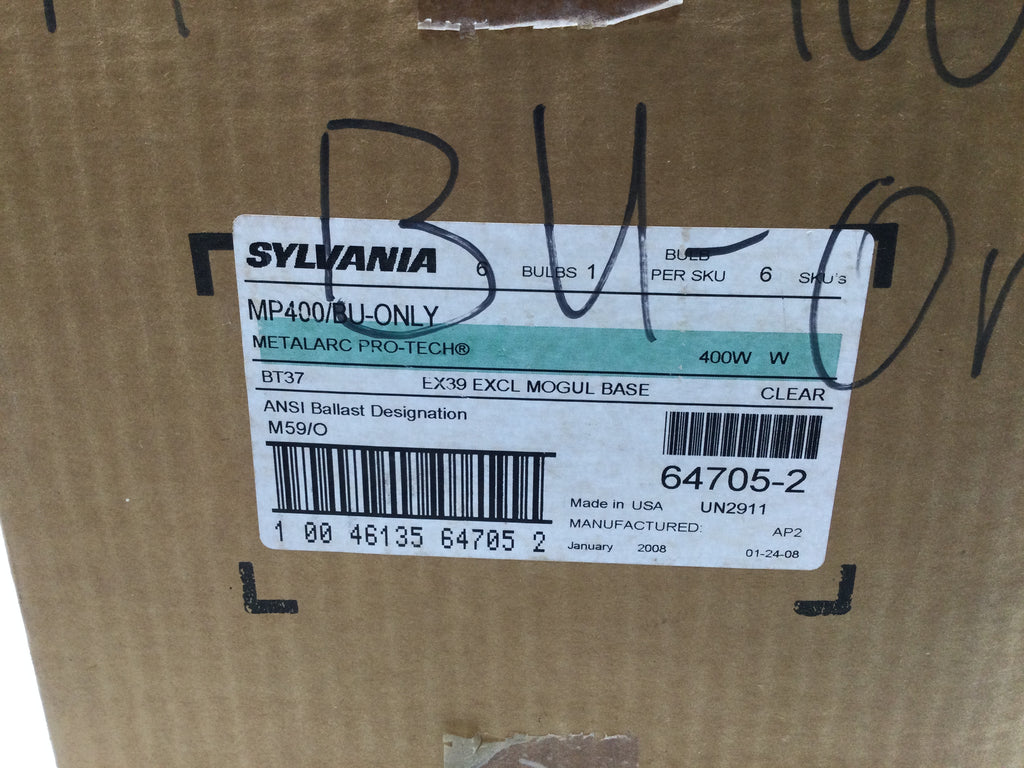 400
BU-On
SYLVANIA 6 BULBS 1 BULB PER SKU 6 SKU's
MP400/BU-ONLY
METALARC PRO-TECH® 400W W
BT37 EX39 EXCL MOGUL BASE CLEAR
ANSI Ballast Designation
M59/O
64705-2
Made in USA UN2911
MANUFACTURED: AP2
January 2008 01-24-08
1 00 46135 64705 2